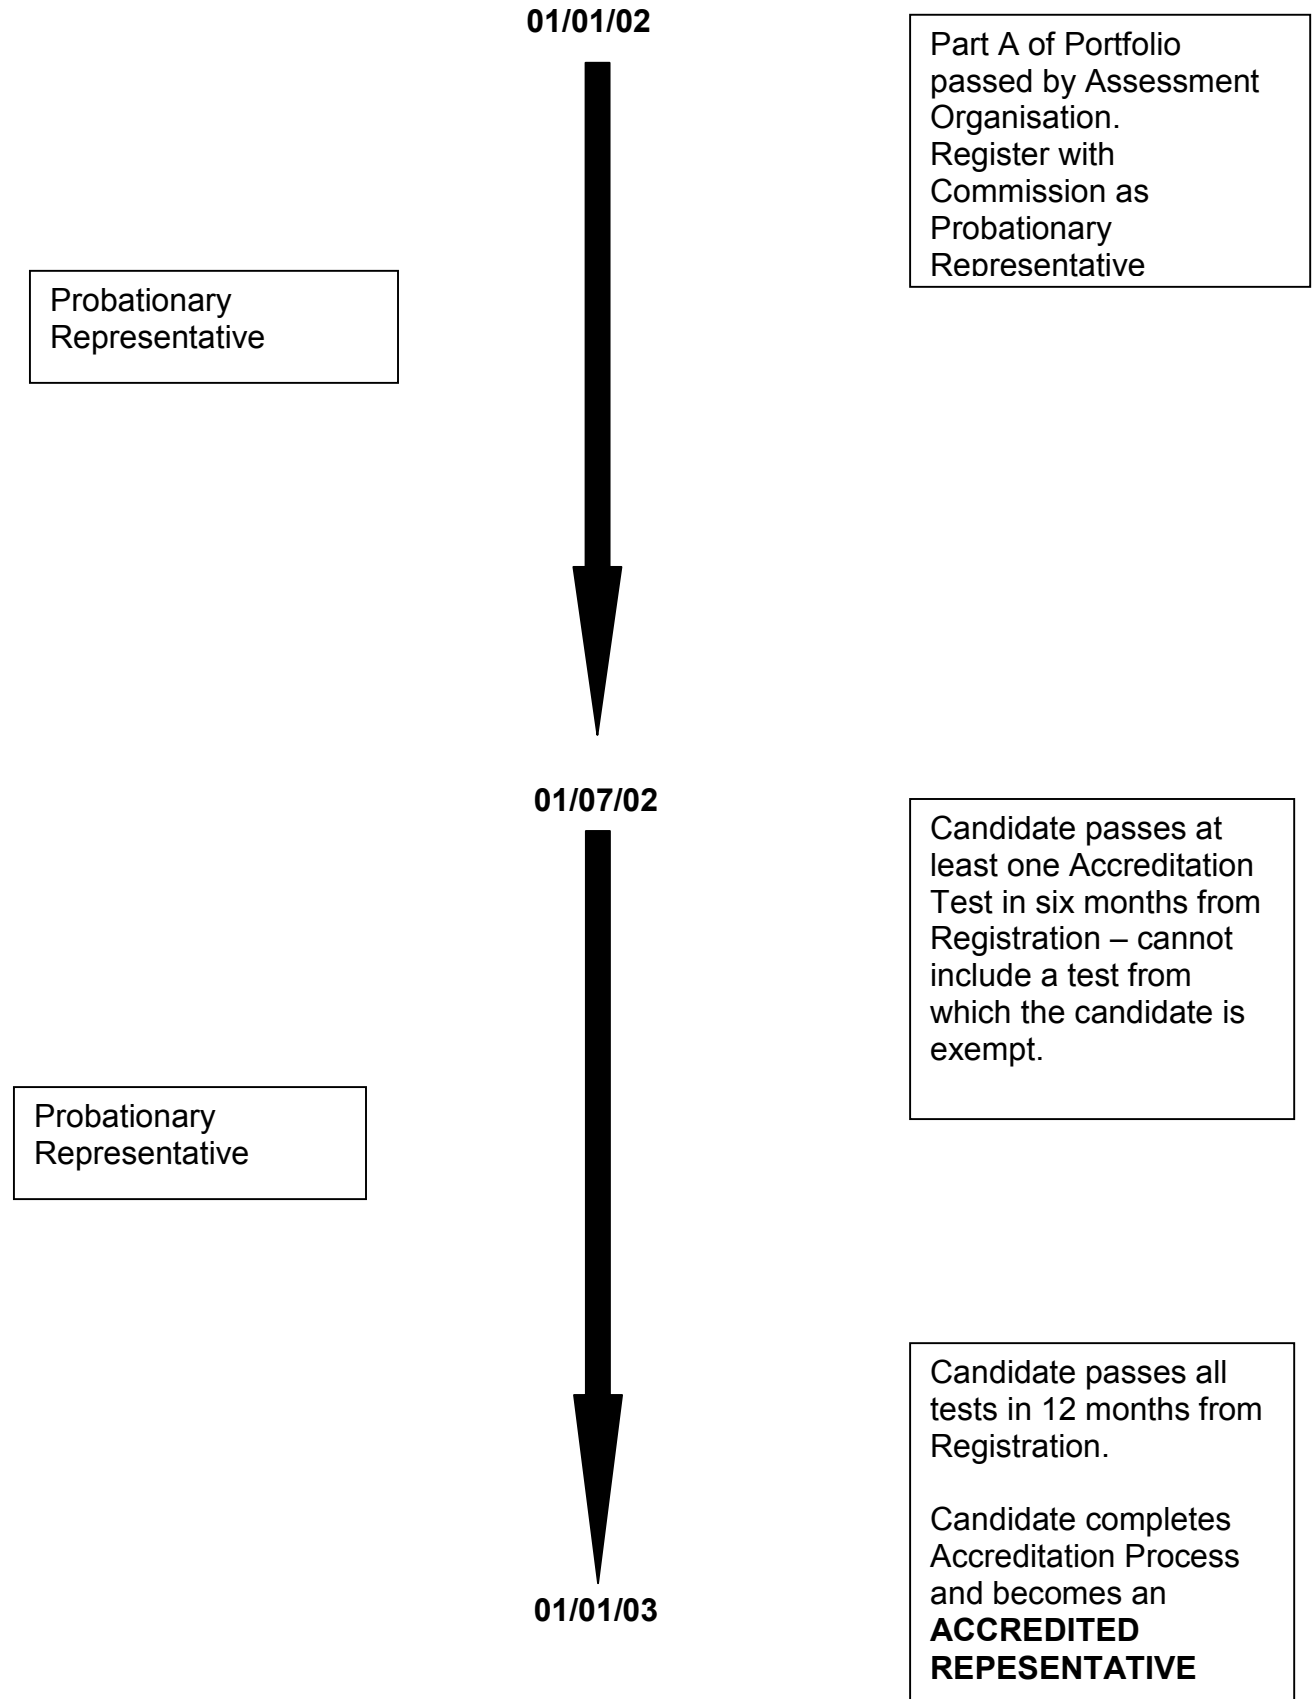 01/01/02
Part A of Portfolio
passed by Assessment
Organisation.
Register with
Commission as
Probationary
Representative
Probationary
Representative
01/07/02
Candidate passes at
least one Accreditation
Test in six months from
Registration – cannot
include a test from
which the candidate is
exempt.
Probationary
Representative
Candidate passes all
tests in 12 months from
Registration.
Candidate completes
Accreditation Process
and becomes an
ACCREDITED
REPESENTATIVE
01/01/03